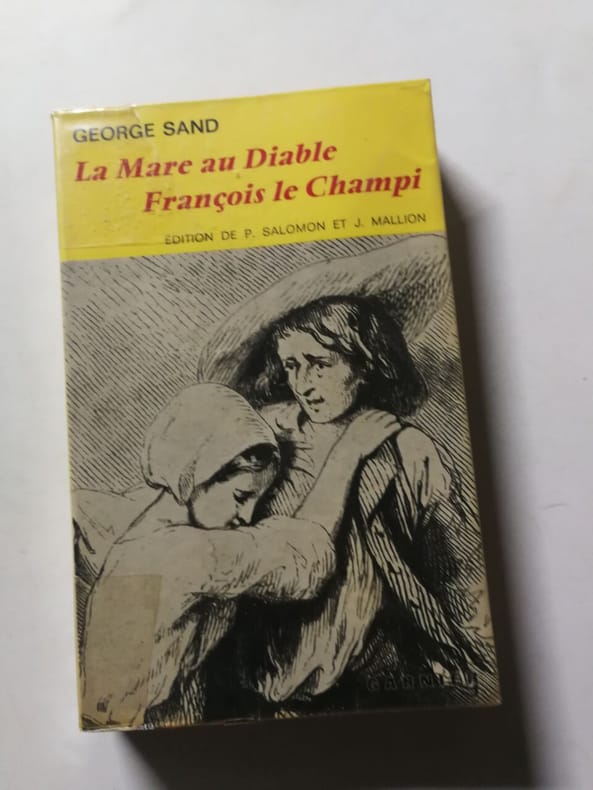 GEORGE SAND
La Mare au Diable
François le Champi
ÉDITION DE P. SALOMON ET J. MALLION
GARNIER